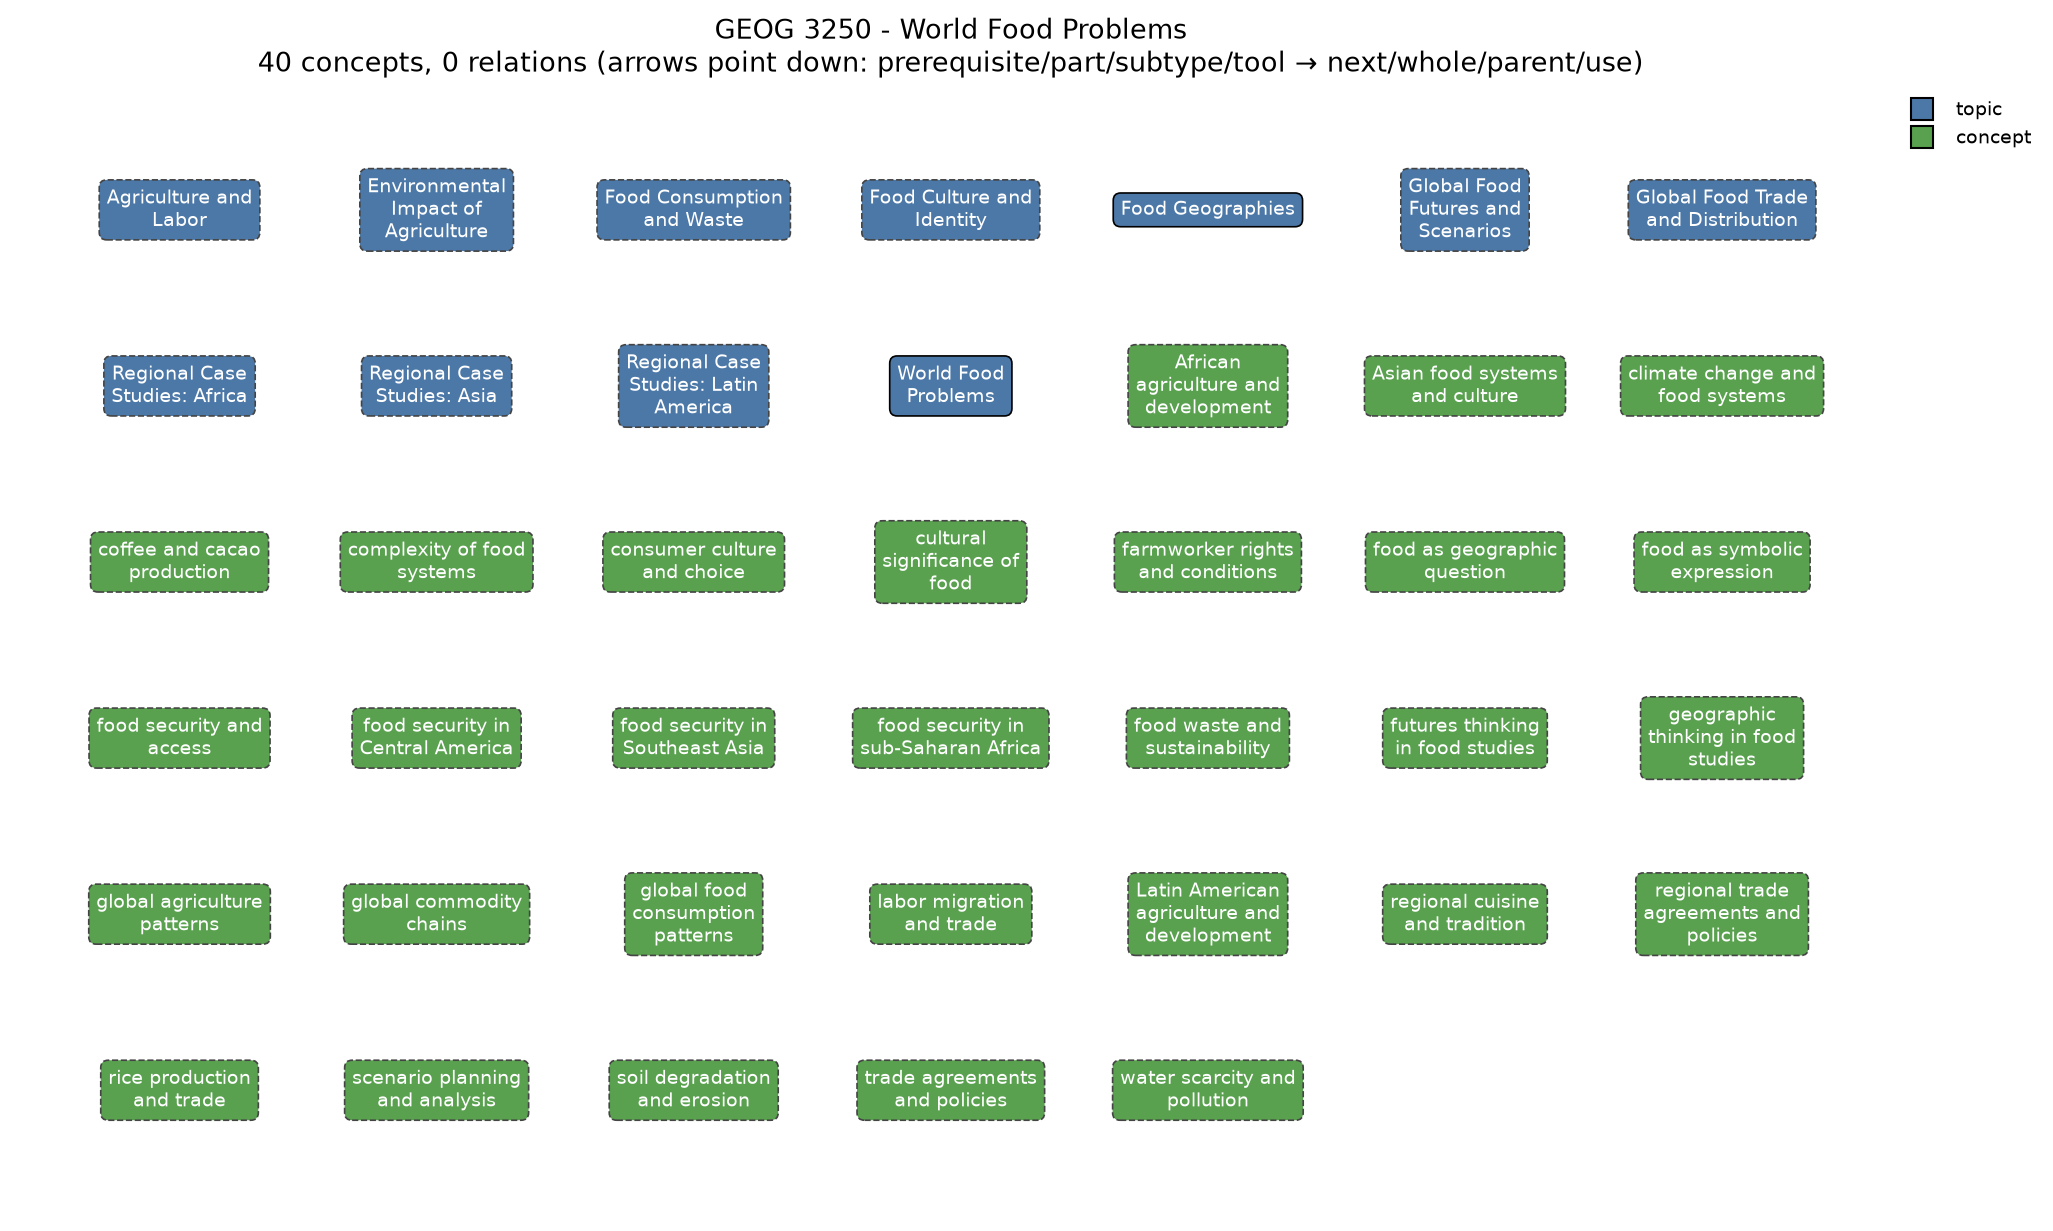 GEOG 3250 - World Food Problems
40 concepts, 0 relations (arrows point down: prerequisite/part/subtype/tool → next/whole/parent/use)
topic
concept
Agriculture and
Labor
Environmental
Impact of
Agriculture
Food Consumption
and Waste
Food Culture and
Identity
Food Geographies
Global Food
Futures and
Scenarios
Global Food Trade
and Distribution
Regional Case
Studies: Africa
Regional Case
Studies: Asia
Regional Case
Studies: Latin
America
World Food
Problems
African
agriculture and
development
Asian food systems
and culture
climate change and
food systems
coffee and cacao
production
complexity of food
systems
consumer culture
and choice
cultural
significance of
food
farmworker rights
and conditions
food as geographic
question
food as symbolic
expression
food security and
access
food security in
Central America
food security in
Southeast Asia
food security in
sub-Saharan Africa
food waste and
sustainability
futures thinking
in food studies
geographic
thinking in food
studies
global agriculture
patterns
global commodity
chains
global food
consumption
patterns
labor migration
and trade
Latin American
agriculture and
development
regional cuisine
and tradition
regional trade
agreements and
policies
rice production
and trade
scenario planning
and analysis
soil degradation
and erosion
trade agreements
and policies
water scarcity and
pollution